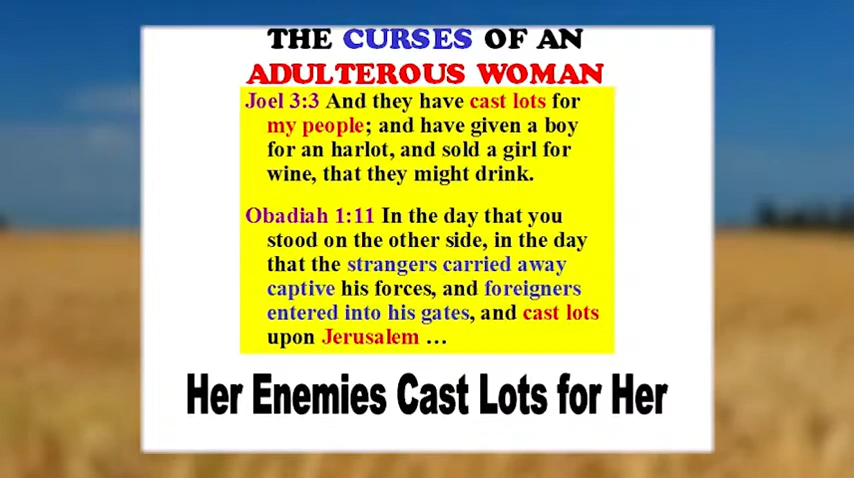 THE CURSES OF AN
ADULTEROUS WOMAN
Joel 3:3 And they have cast lots for
my people; and have given a boy
for an harlot, and sold a girl for
wine, that they might drink.
Obadiah 1:11 In the day that you
stood on the other side, in the day
that the strangers carried away
captive his forces, and foreigners
entered into his gates, and cast lots
upon Jerusalem …
Her Enemies Cast Lots for Her